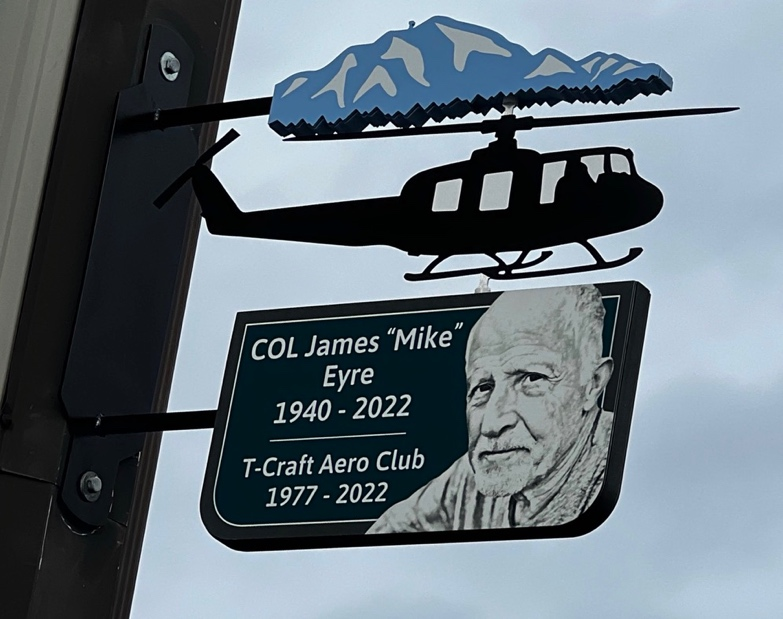 COL James “Mike”
Eyre
1940 - 2022
T-Craft Aero Club
1977 - 2022